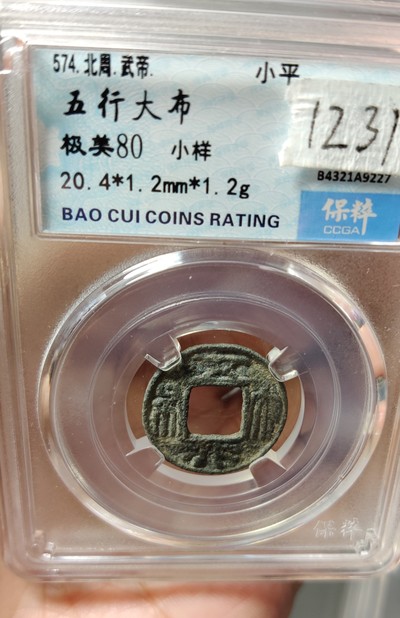 574.北周.武帝. 小平
五行大布
极美80 小样 1231
20.4*1.2mm*1.2g B4321A9227
BAO CUI COINS RATING 保粹
CCGA
保粹